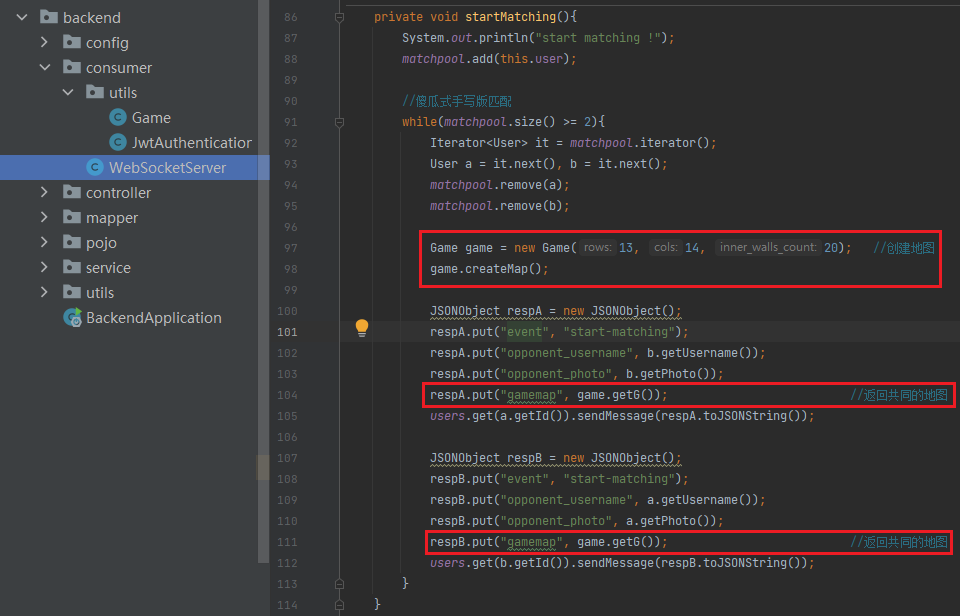 backend
config
consumer
utils
Game
JwtAuthentication
WebSocketServer
controller
mapper
pojo
service
utils
BackendApplication
86 private void startMatching(){
87 System.out.println("start matching !");
88 matchpool.add(this.user);
89
90 //傻瓜式手写版匹配
91 while(matchpool.size() >= 2){
92 Iterator<User> it = matchpool.iterator();
93 User a = it.next(), b = it.next();
94 matchpool.remove(a);
95 matchpool.remove(b);
96
97 Game game = new Game( rows: 13, cols: 14, inner_walls_count: 20); //创建地图
98 game.createMap();
99
100 JSONObject respA = new JSONObject();
101 respA.put("event", "start-matching");
102 respA.put("opponent_username", b.getUsername());
103 respA.put("opponent_photo", b.getPhoto());
104 respA.put("gamemap", game.getG()); //返回共同的地图
105 users.get(a.getId()).sendMessage(respA.toJSONString());
106
107 JSONObject respB = new JSONObject();
108 respB.put("event", "start-matching");
109 respB.put("opponent_username", a.getUsername());
110 respB.put("opponent_photo", a.getPhoto());
111 respB.put("gamemap", game.getG()); //返回共同的地图
112 users.get(b.getId()).sendMessage(respB.toJSONString());
113 }
114 }